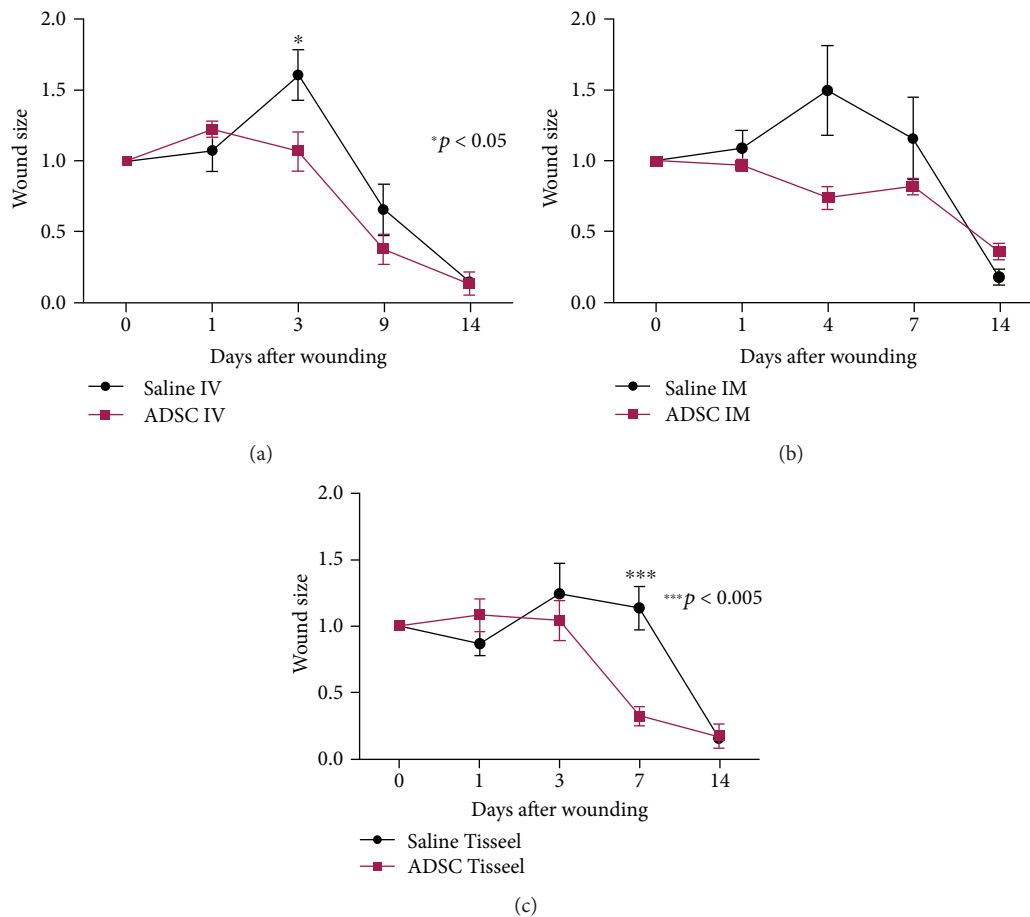 2.0
*
1.5
*p < 0.05
1.0
0.5
0.0
Wound size
0 1 3 9 14
Days after wounding
Saline IV
ADSC IV
(a)
2.0
1.5
1.0
0.5
0.0
Wound size
0 1 4 7 14
Days after wounding
Saline IM
ADSC IM
(b)
2.0
1.5
***
***p < 0.005
1.0
0.5
0.0
Wound size
0 1 3 7 14
Days after wounding
Saline Tisseel
ADSC Tisseel
(c)